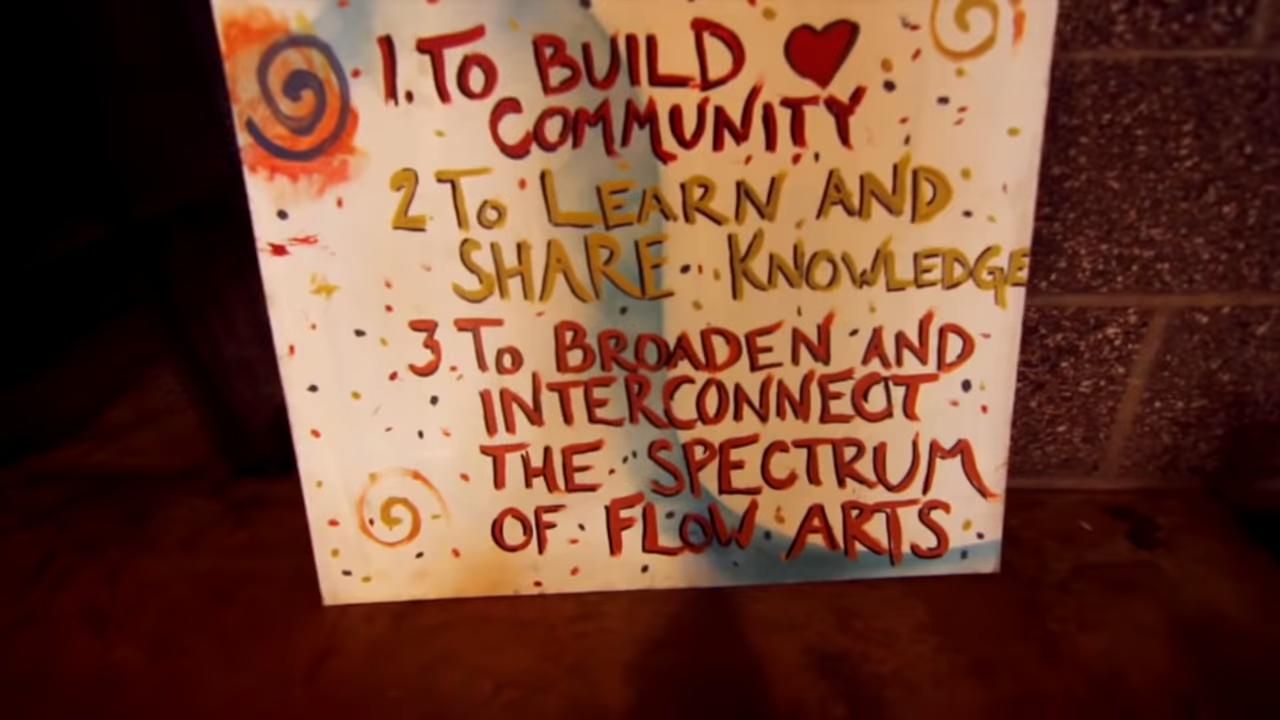 1. To BUILD
COMMUNITY
2 To LEARN AND
SHARE KNOWLEDGE
3. To BROADEN AND
INTERCONNECT
THE SPECTRUM
OF FLOW ARTS